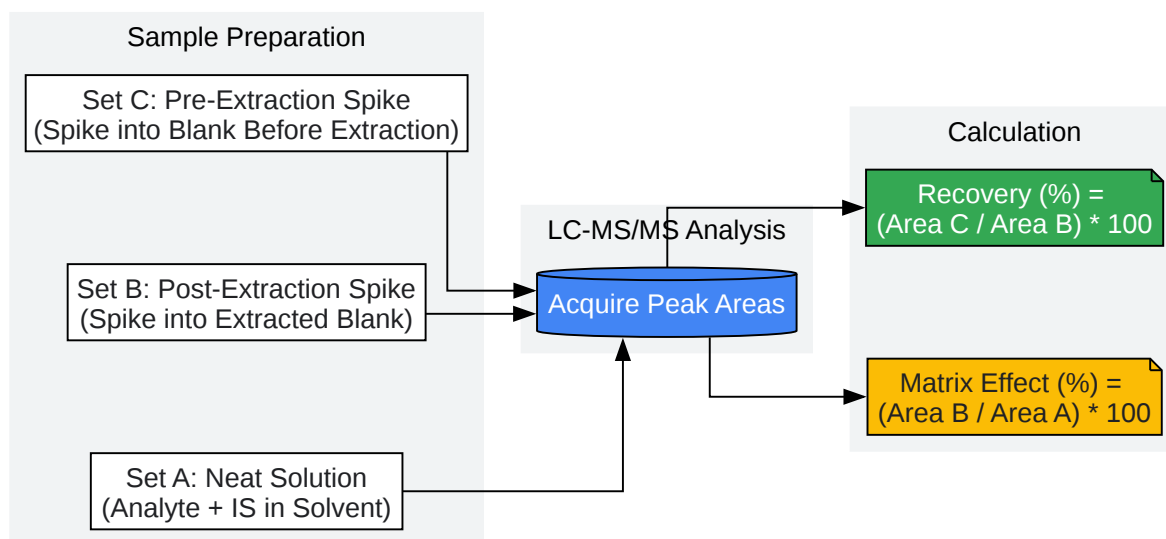 Sample Preparation
Set C: Pre-Extraction Spike
(Spike into Blank Before Extraction)
Set B: Post-Extraction Spike
(Spike into Extracted Blank)
Set A: Neat Solution
(Analyte + IS in Solvent)
LC-MS/MS Analysis
Acquire Peak Areas
Calculation
Recovery (%) =
(Area C / Area B) * 100
Matrix Effect (%) =
(Area B / Area A) * 100